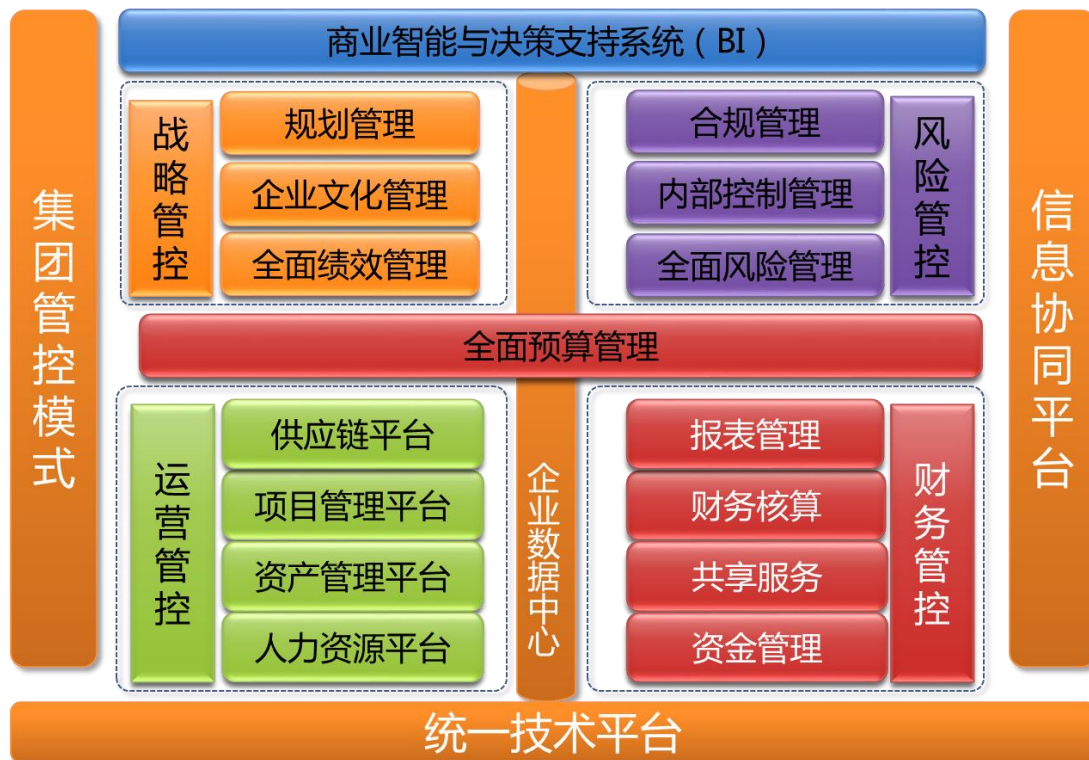 商业智能与决策支持系统（BI）
集团管控模式
战略管控
规划管理
企业文化管理
全面绩效管理
合规管理
内部控制管理
全面风险管理
风险管控
信息协同平台
全面预算管理
运营管控
供应链平台
项目管理平台
资产管理平台
人力资源平台
企业数据中心
报表管理
财务核算
共享服务
资金管理
财务管控
统一技术平台